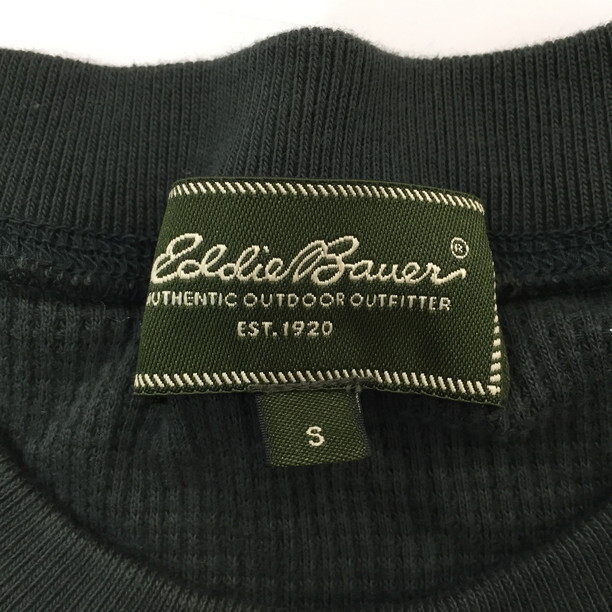 Eddie Bauer ®
AUTHENTIC OUTDOOR OUTFITTER
EST. 1920
S